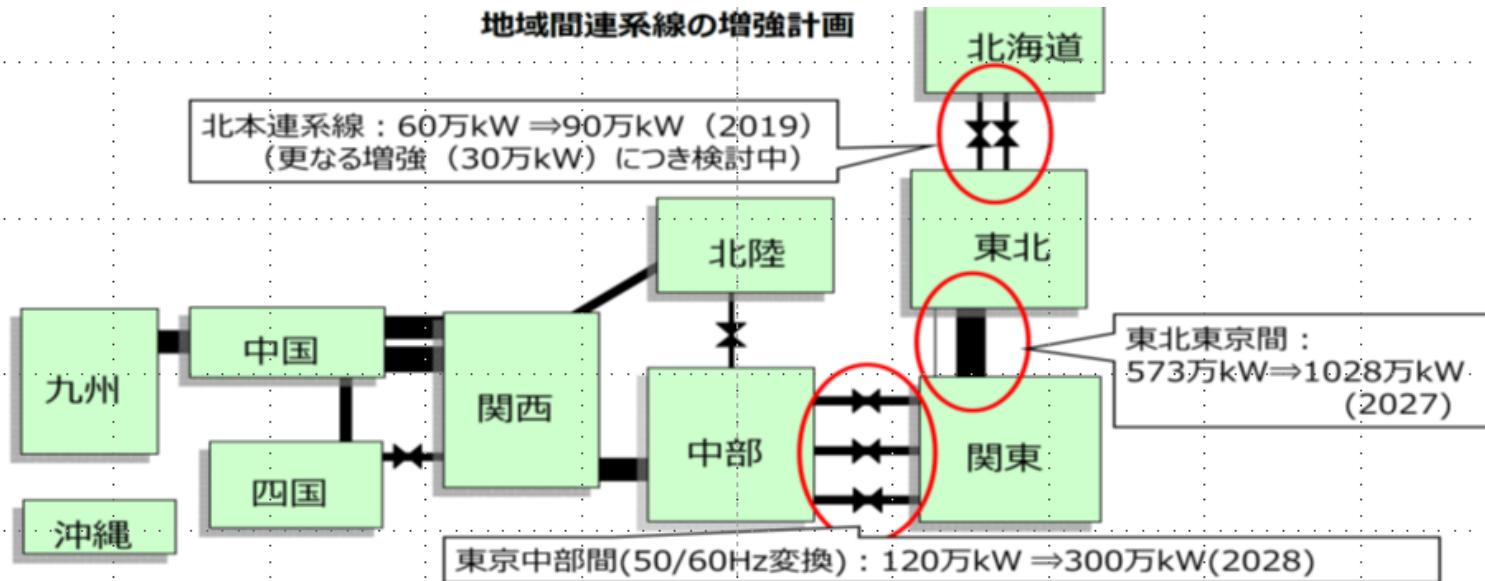 地域間連系線の増強計画
北海道
北本連系線：60万kW ⇒90万kW（2019）
（更なる増強（30万kW）につき検討中）
東北
北陸
東北東京間：
573万kW⇒1028万kW
(2027)
九州
中国
関西
中部
関東
四国
沖縄
東京中部間(50/60Hz変換)：120万kW ⇒300万kW(2028)